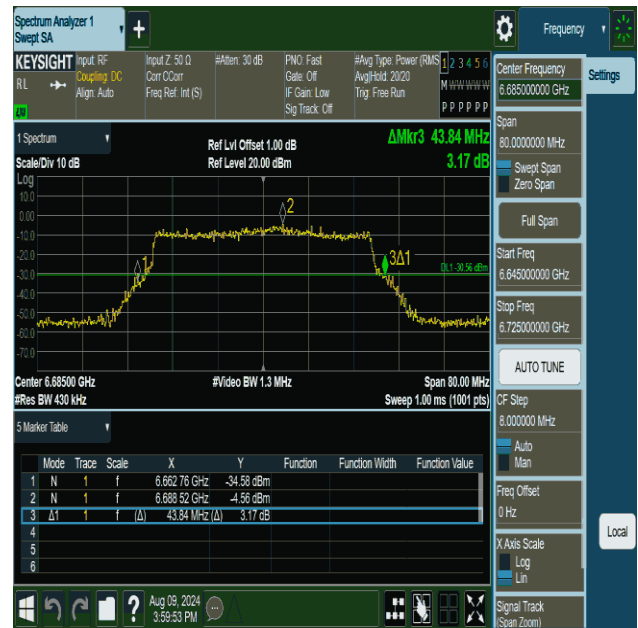 Spectrum Analyzer 1
Swept SA
+
Frequency
KEYSIGHT
RL
LNI
Input: RF
Coupling: DC
Align: Auto
Input Z: 50 Ω
Corr CCorr
Freq Ref: Int (S)
#Atten: 30 dB
PNO: Fast
Gate: Off
IF Gain: Low
Sig Track: Off
#Avg Type: Power (RMS
Avg|Hold: 20/20
Trig: Free Run
1 2 3 4 5 6
M W W W W W
P P P P P P
1 Spectrum
Scale/Div 10 dB
Ref Lvl Offset 1.00 dB
Ref Level 20.00 dBm
ΔMkr3 43.84 MHz
3.17 dB
Log
10.0
0.00
-10.0
-20.0
-30.0
-40.0
-50.0
-60.0
-70.0
1
2
3Δ1
DL1 -30.56 dBm
Center 6.68500 GHz
#Res BW 430 kHz
#Video BW 1.3 MHz
Span 80.00 MHz
Sweep 1.00 ms (1001 pts)
5 Marker Table
Mode Trace Scale X Y Function Function Width Function Value
1 N 1 f 6.662 76 GHz -34.58 dBm
2 N 1 f 6.688 52 GHz -4.56 dBm
3 Δ1 1 f (Δ) 43.84 MHz (Δ) 3.17 dB
4
5
6
Aug 09, 2024
3:59:53 PM
?
Center Frequency
6.685000000 GHz
Settings
Span
80.0000000 MHz
Swept Span
Zero Span
Full Span
Start Freq
6.645000000 GHz
Stop Freq
6.725000000 GHz
AUTO TUNE
CF Step
8.000000 MHz
Auto
Man
Freq Offset
0 Hz
X Axis Scale
Log
Lin
Local
Signal Track
(Span Zoom)